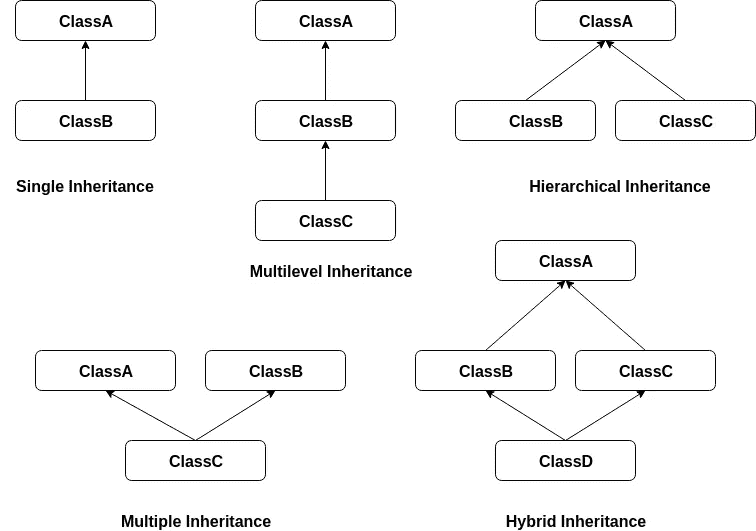 ClassA
ClassB
Single Inheritance
ClassA
ClassB
ClassC
Multilevel Inheritance
ClassA
ClassB
ClassC
Hierarchical Inheritance
ClassA
ClassB
ClassC
Multiple Inheritance
ClassA
ClassB
ClassC
ClassD
Hybrid Inheritance